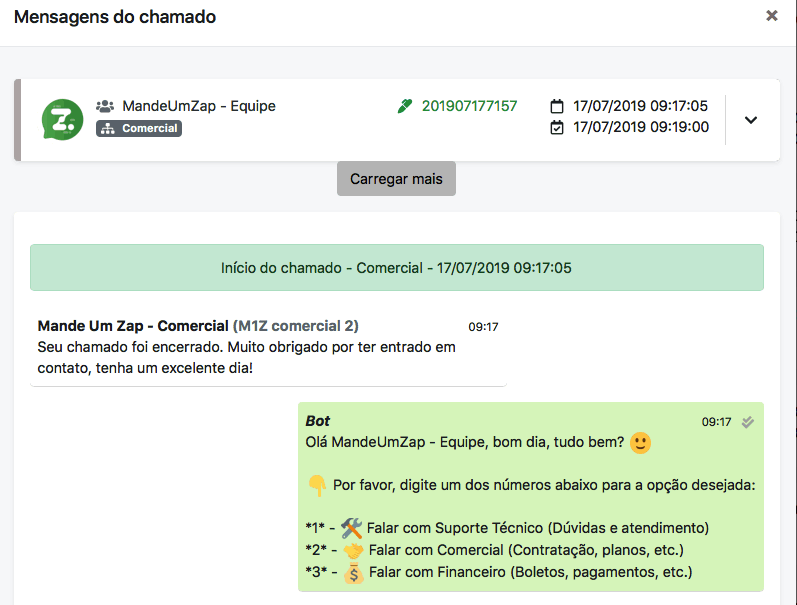 Mensagens do chamado
MandeUmZap - Equipe
Comercial
201907177157
17/07/2019 09:17:05
17/07/2019 09:19:00
Carregar mais
Início do chamado - Comercial - 17/07/2019 09:17:05
Mande Um Zap - Comercial (M1Z comercial 2) 09:17
Seu chamado foi encerrado. Muito obrigado por ter entrado em
contato, tenha um excelente dia!
Bot 09:17
Olá MandeUmZap - Equipe, bom dia, tudo bem? 🙂
👇 Por favor, digite um dos números abaixo para a opção desejada:
*1* - 🛠 Falar com Suporte Técnico (Dúvidas e atendimento)
*2* - 🤝 Falar com Comercial (Contratação, planos, etc.)
*3* - 💰 Falar com Financeiro (Boletos, pagamentos, etc.)